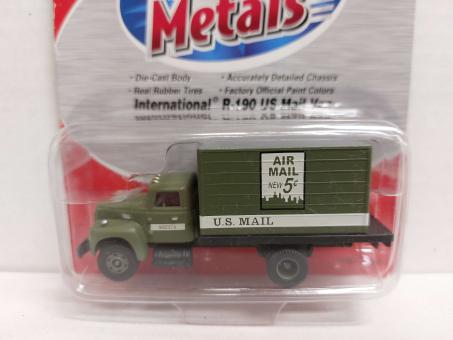 Metals
· Die-Cast Body · Accurately Detailed Chassis
· Real Rubber Tires · Factory Official Paint Colors
International® R-190 US Mail Van
AIR
MAIL
NEW 5¢
U.S. MAIL